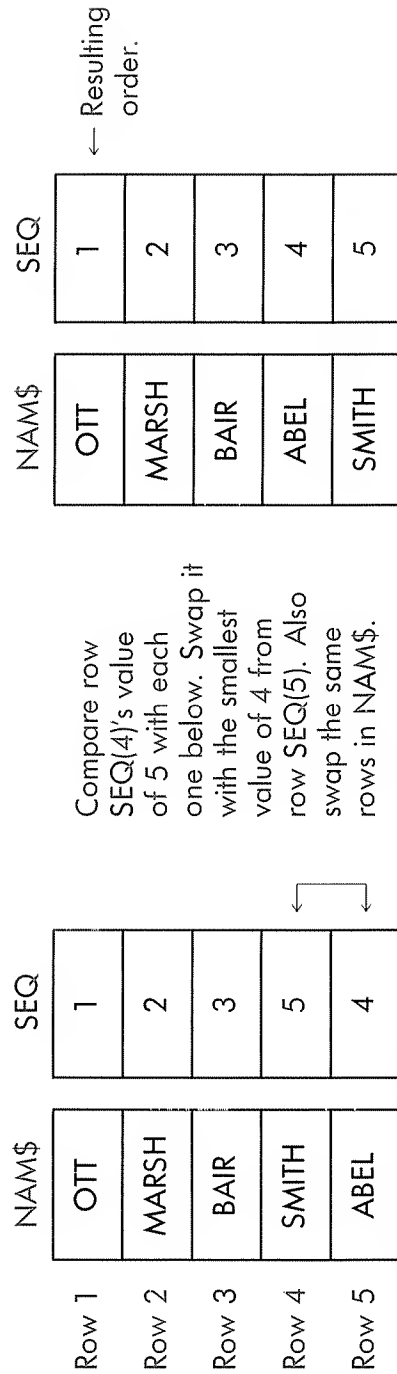 NAM$ SEQ
Row 1 OTT 1
Row 2 MARSH 2
Row 3 BAIR 3
Row 4 SMITH 5
Row 5 ABEL 4
Compare row
SEQ(4)'s value
of 5 with each
one below. Swap it
with the smallest
value of 4 from
row SEQ(5). Also
swap the same
rows in NAM$.
NAM$ SEQ
OTT 1 ← Resulting
order.
MARSH 2
BAIR 3
ABEL 4
SMITH 5